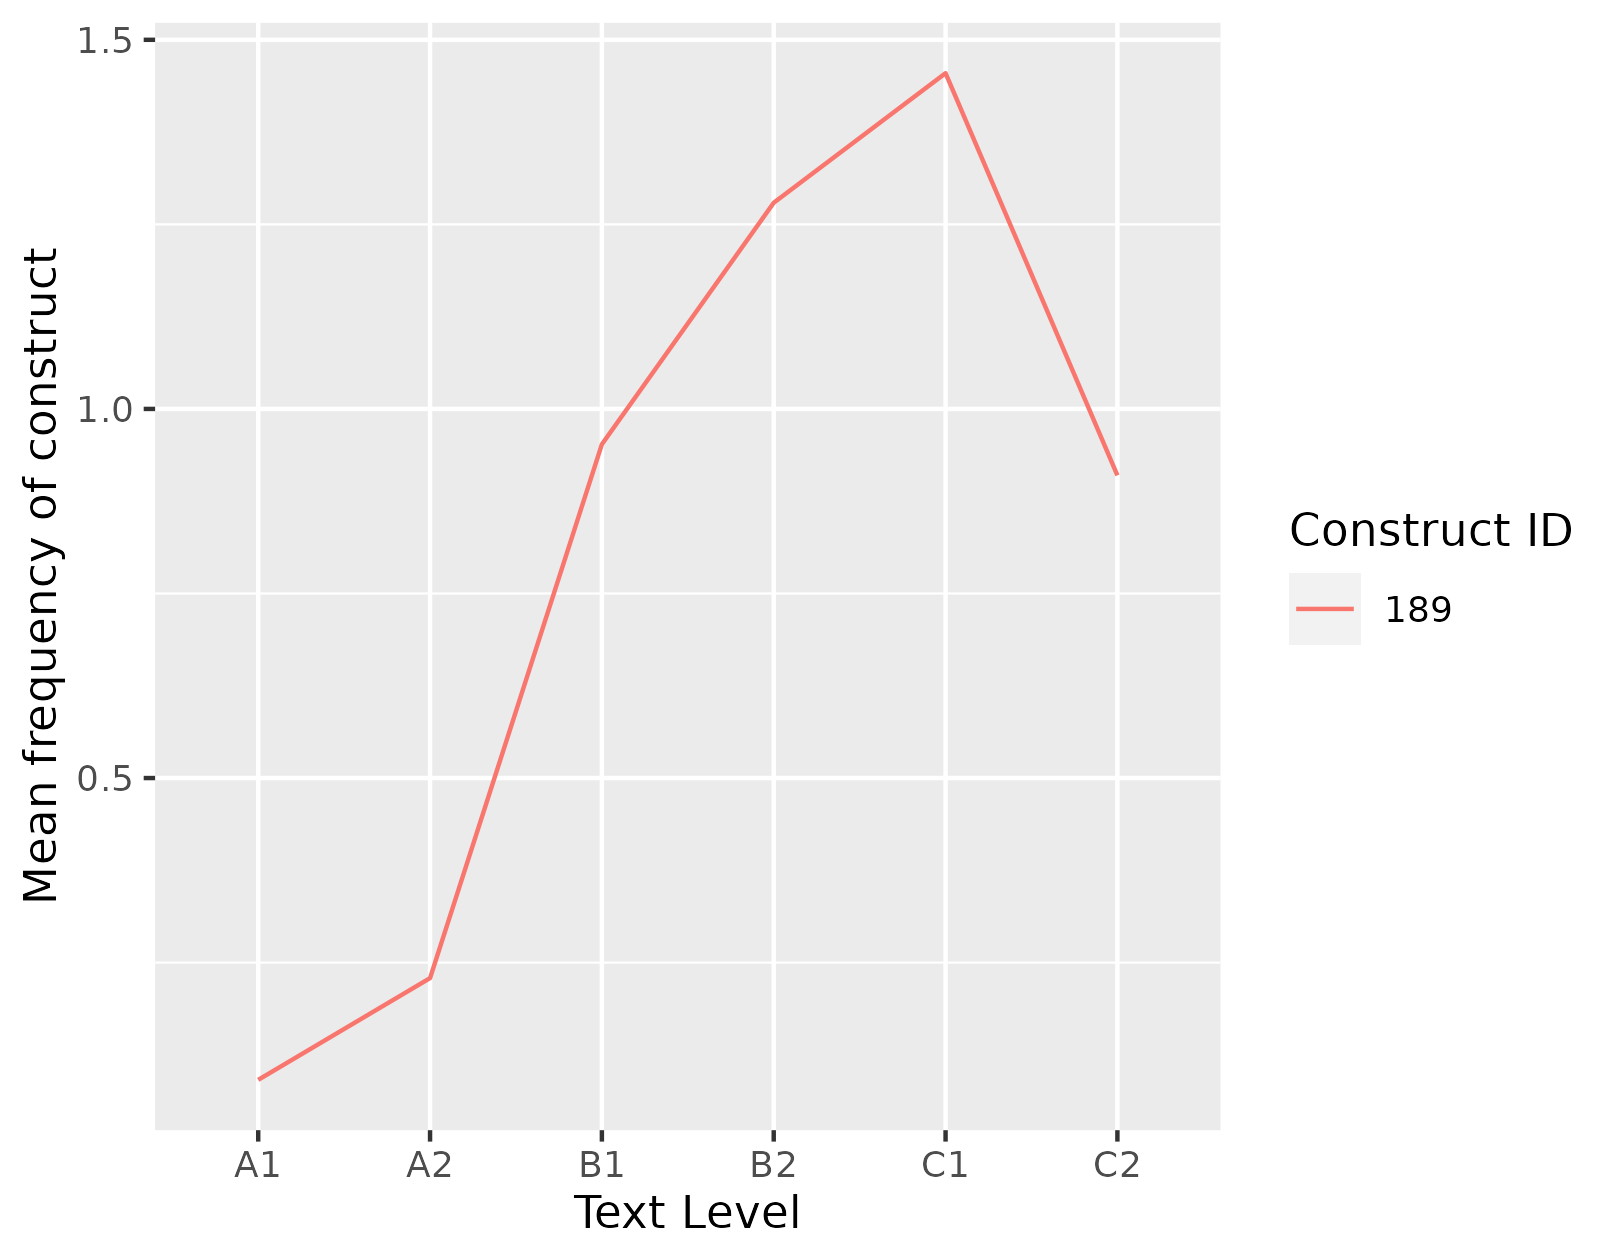 Mean frequency of construct
1.5
1.0
0.5
A1 A2 B1 B2 C1 C2
Text Level
Construct ID
189